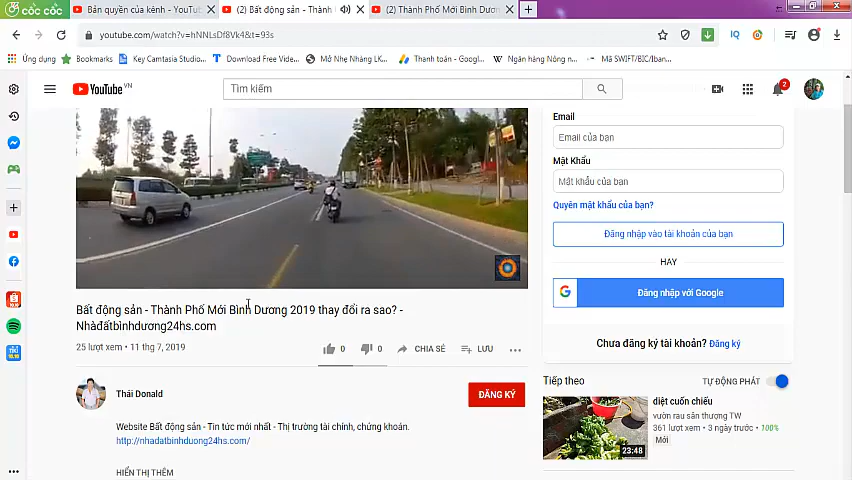 cốc cốc
Bản quyền của kênh - YouTu
(2) Bất động sản - Thành
(2) Thành Phố Mới Bình Dươn
youtube.com/watch?v=hNNLsDf8Vk4&t=93s
Ứng dụng
Bookmarks
Key Camtasia Studio...
Download Free Video...
Mở Nhẹ Nhàng LK...
Thanh toán - Googl...
Ngân hàng Nông n...
Mã SWIFT/BIC/Iban...
YouTube VN
Tìm kiếm
2
Email
Email của bạn
Mật Khẩu
Mật khẩu của bạn
Quyên mật khẩu của bạn?
Đăng nhập vào tài khoản của bạn
HAY
Đăng nhập với Google
Chưa đăng ký tài khoản? Đăng ký
Bất động sản - Thành Phố Mới Bình Dương 2019 thay đổi ra sao? -
Nhàđấtbìnhdương24hs.com
25 lượt xem • 11 thg 7, 2019
0
0
CHIA SẺ
LƯU
Thái Donald
ĐĂNG KÝ
Website Bất động sản - Tin tức mới nhất - Thị trường tài chính, chứng khoán.
http://nhadatbinhduong24hs.com/
HIỂN THỊ THÊM
Tiếp theo
TỰ ĐỘNG PHÁT
diệt cuốn chiếu
vườn rau sân thượng TW
361 lượt xem • 3 ngày trước • 100%
Mới
23:48